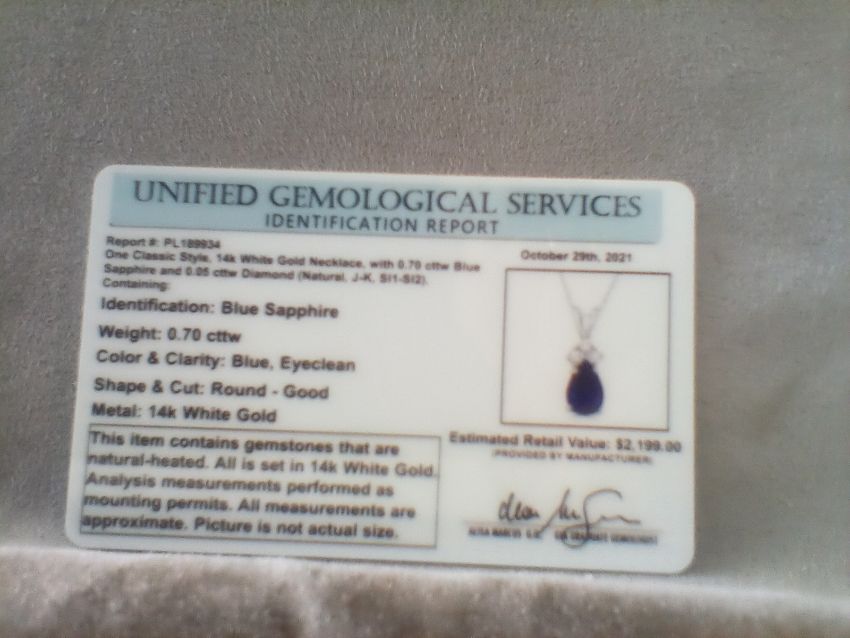 UNIFIED GEMOLOGICAL SERVICES
IDENTIFICATION REPORT
Report #: PL189934
October 29th, 2021
One Classic Style, 14k White Gold Necklace, with 0.70 cttw Blue
Sapphire and 0.05 cttw Diamond (Natural, J-K, SI1-SI2).
Containing:
Identification: Blue Sapphire
Weight: 0.70 cttw
Color & Clarity: Blue, Eyeclean
Shape & Cut: Round - Good
Metal: 14k White Gold
This item contains gemstones that are
natural-heated. All is set in 14k White Gold.
Analysis measurements performed as
mounting permits. All measurements are
approximate. Picture is not actual size.
Estimated Retail Value: $2,199.00
(PROVIDED BY MANUFACTURER)